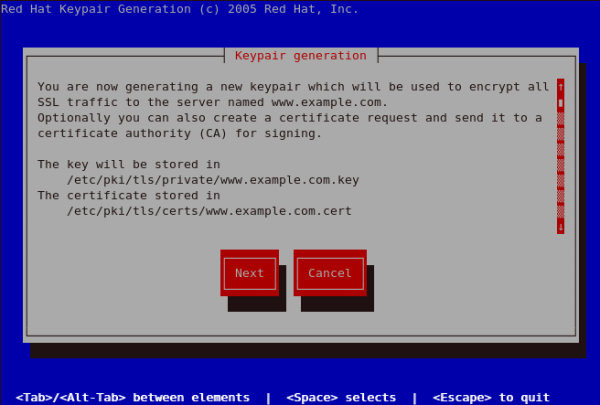 Red Hat Keypair Generation (c) 2005 Red Hat, Inc.
Keypair generation
You are now generating a new keypair which will be used to encrypt all
SSL traffic to the server named www.example.com.
Optionally you can also create a certificate request and send it to a
certificate authority (CA) for signing.
The key will be stored in
/etc/pki/tls/private/www.example.com.key
The certificate stored in
/etc/pki/tls/certs/www.example.com.cert
Next Cancel
<Tab>/<Alt-Tab> between elements | <Space> selects | <Escape> to quit